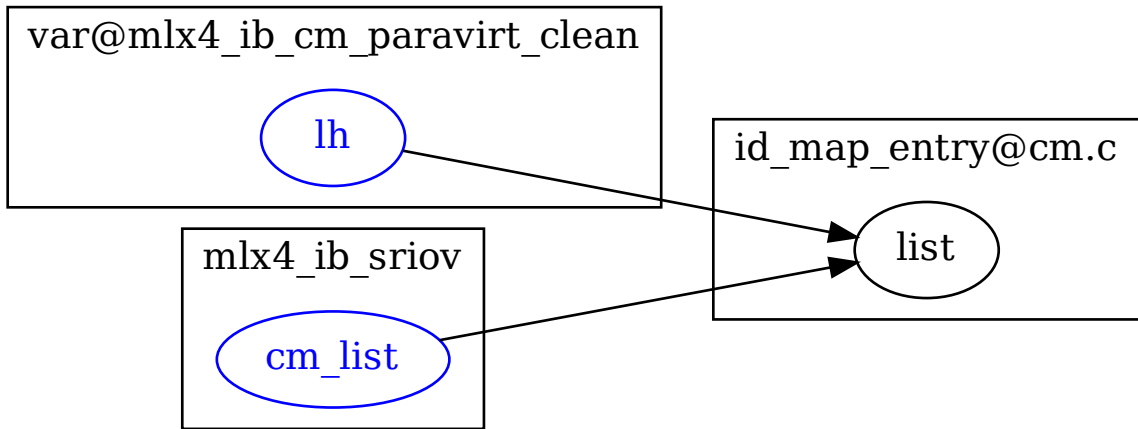 var@mlx4_ib_cm_paravirt_clean
lh
id_map_entry@cm.c
list
mlx4_ib_sriov
cm_list